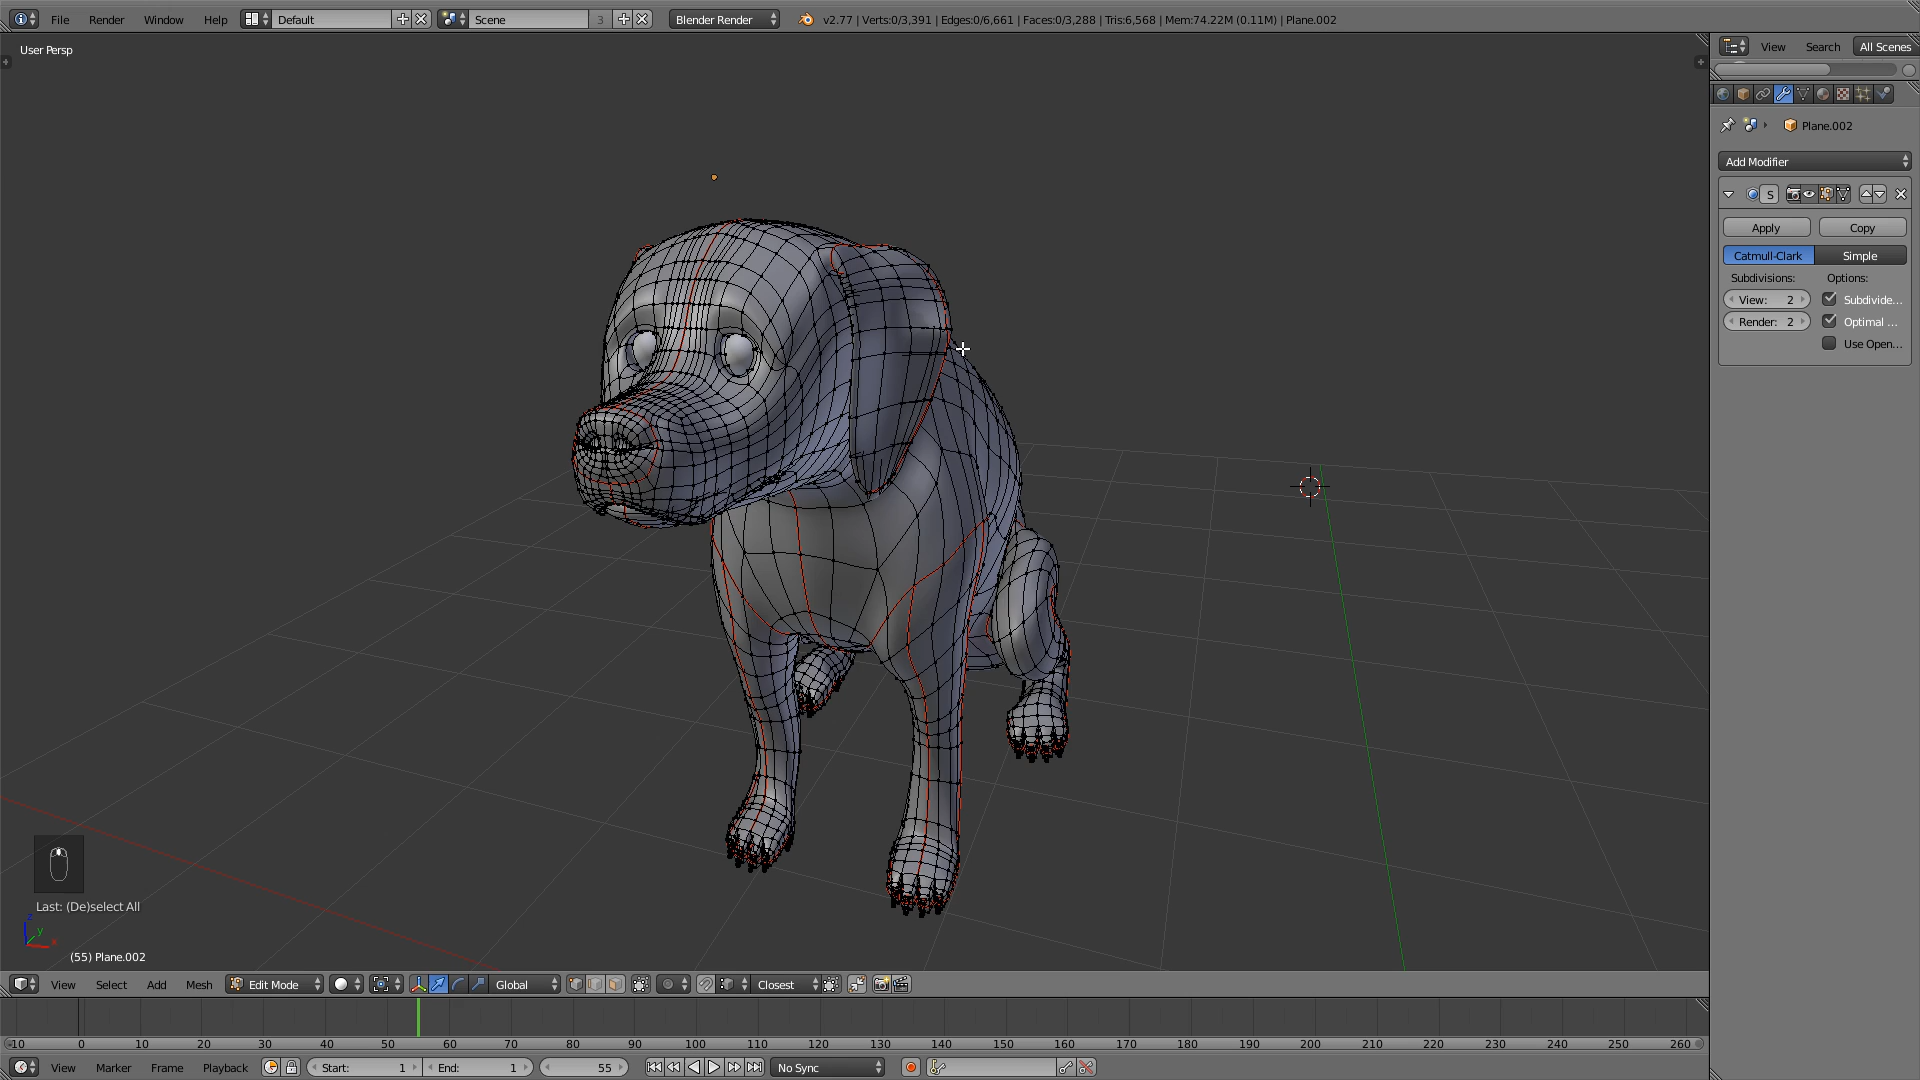 File Render Window Help Default Scene 3 Blender Render v2.77 | Verts:0/3,391 | Edges:0/6,661 | Faces:0/3,288 | Tris:6,568 | Mem:74.22M (0.11M) | Plane.002
User Persp
View Search All Scenes
Plane.002
Add Modifier
S
Apply Copy
Catmull-Clark Simple
Subdivisions: Options:
View: 2 Subdivide...
Render: 2 Optimal ...
Use Open...
Last: (De)select All
z
y
x
(55) Plane.002
View Select Add Mesh Edit Mode Global Closest
-10 0 10 20 30 40 50 60 70 80 90 100 110 120 130 140 150 160 170 180 190 200 210 220 230 240 250 260
View Marker Frame Playback Start: 1 End: 1 55 No Sync